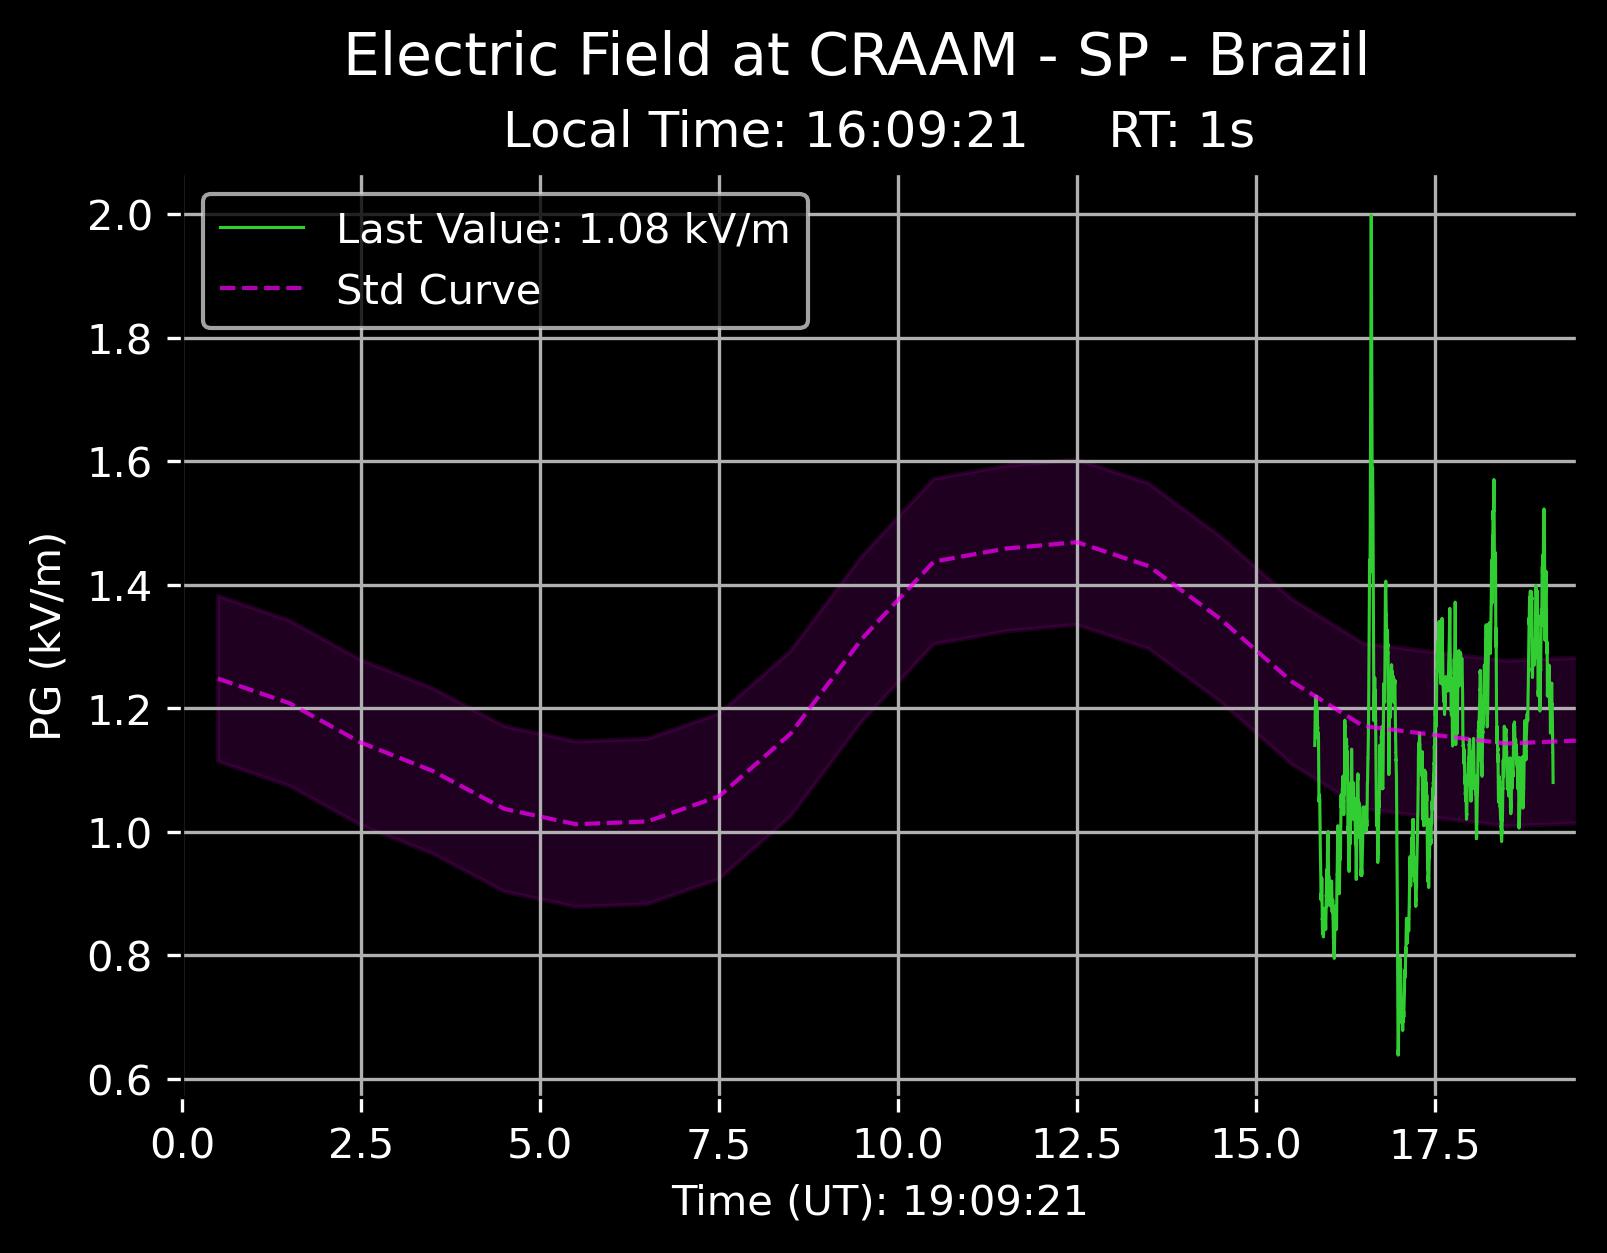 Electric Field at CRAAM - SP - Brazil
Local Time: 16:09:21 RT: 1s
Last Value: 1.08 kV/m
Std Curve
PG (kV/m)
2.0
1.8
1.6
1.4
1.2
1.0
0.8
0.6
0.0 2.5 5.0 7.5 10.0 12.5 15.0 17.5
Time (UT): 19:09:21